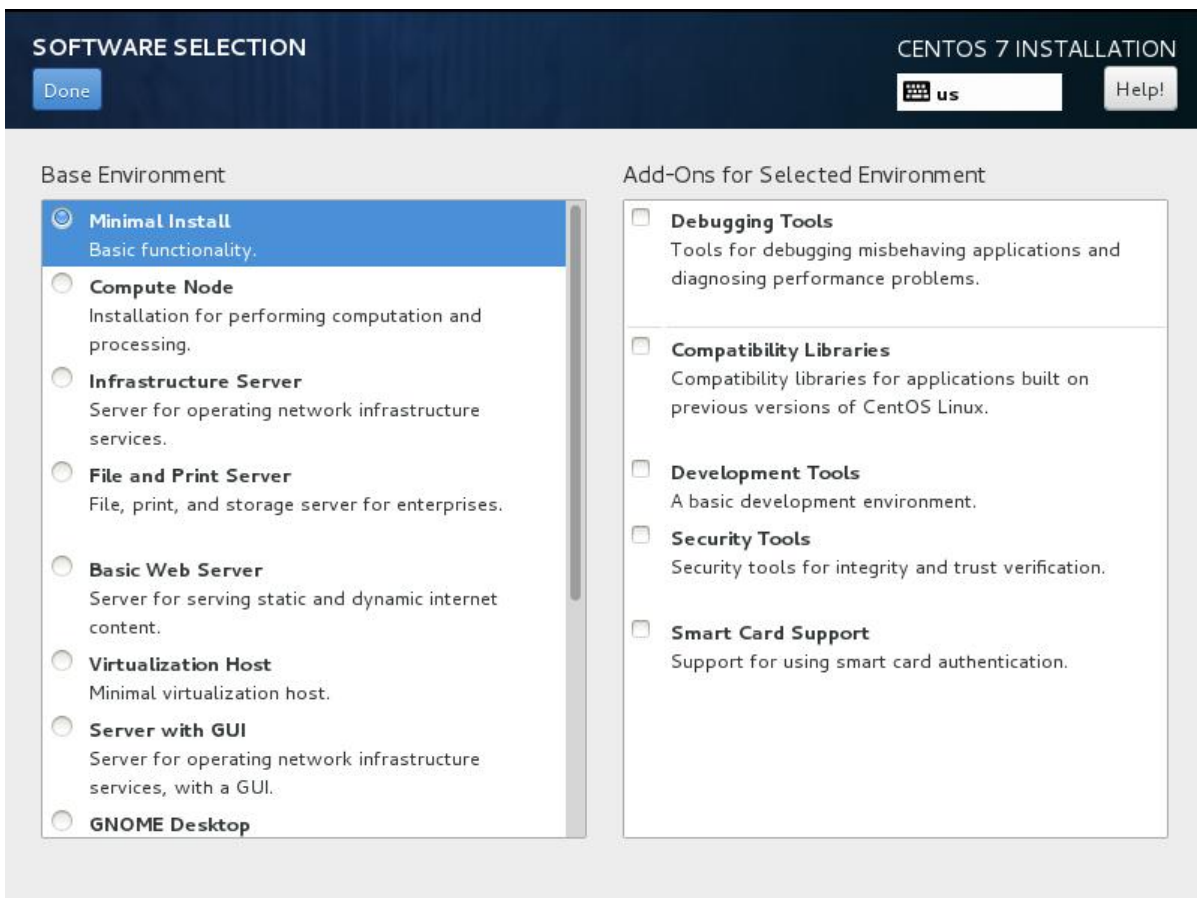 SOFTWARE SELECTION
CENTOS 7 INSTALLATION
Done
us
Help!
Base Environment
Minimal Install
Basic functionality.
Compute Node
Installation for performing computation and
processing.
Infrastructure Server
Server for operating network infrastructure
services.
File and Print Server
File, print, and storage server for enterprises.
Basic Web Server
Server for serving static and dynamic internet
content.
Virtualization Host
Minimal virtualization host.
Server with GUI
Server for operating network infrastructure
services, with a GUI.
GNOME Desktop
Add-Ons for Selected Environment
Debugging Tools
Tools for debugging misbehaving applications and
diagnosing performance problems.
Compatibility Libraries
Compatibility libraries for applications built on
previous versions of CentOS Linux.
Development Tools
A basic development environment.
Security Tools
Security tools for integrity and trust verification.
Smart Card Support
Support for using smart card authentication.